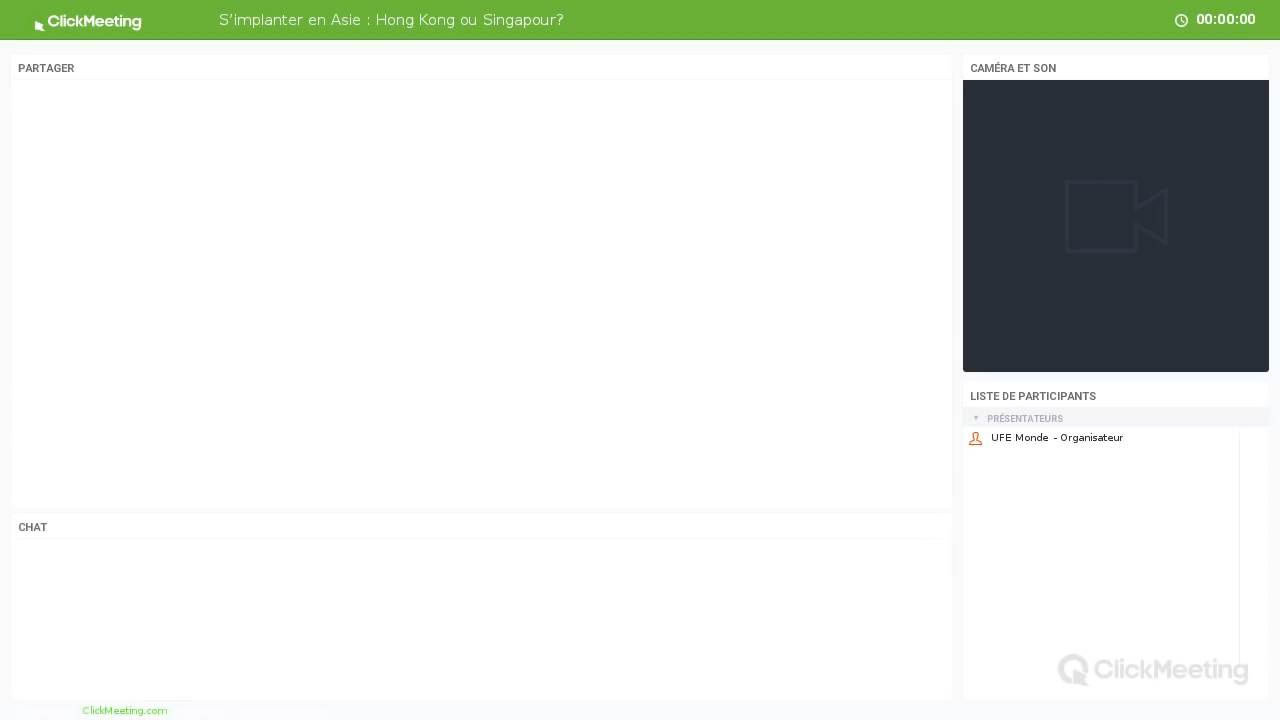 ClickMeeting
S'implanter en Asie : Hong Kong ou Singapour?
00:00:00
PARTAGER
CAMÉRA ET SON
LISTE DE PARTICIPANTS
PRÉSENTATEURS
UFE Monde - Organisateur
CHAT
ClickMeeting
ClickMeeting.com